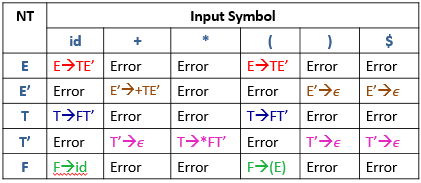 NT Input Symbol
id + * ( ) $
E E→TE’ Error Error E→TE’ Error Error
E’ Error E’→+TE’ Error Error E’→ϵ E’→ϵ
T T→FT’ Error Error T→FT’ Error Error
T’ Error T’→ϵ T→*FT’ Error T’→ϵ T’→ϵ
F F→id Error Error F→(E) Error Error